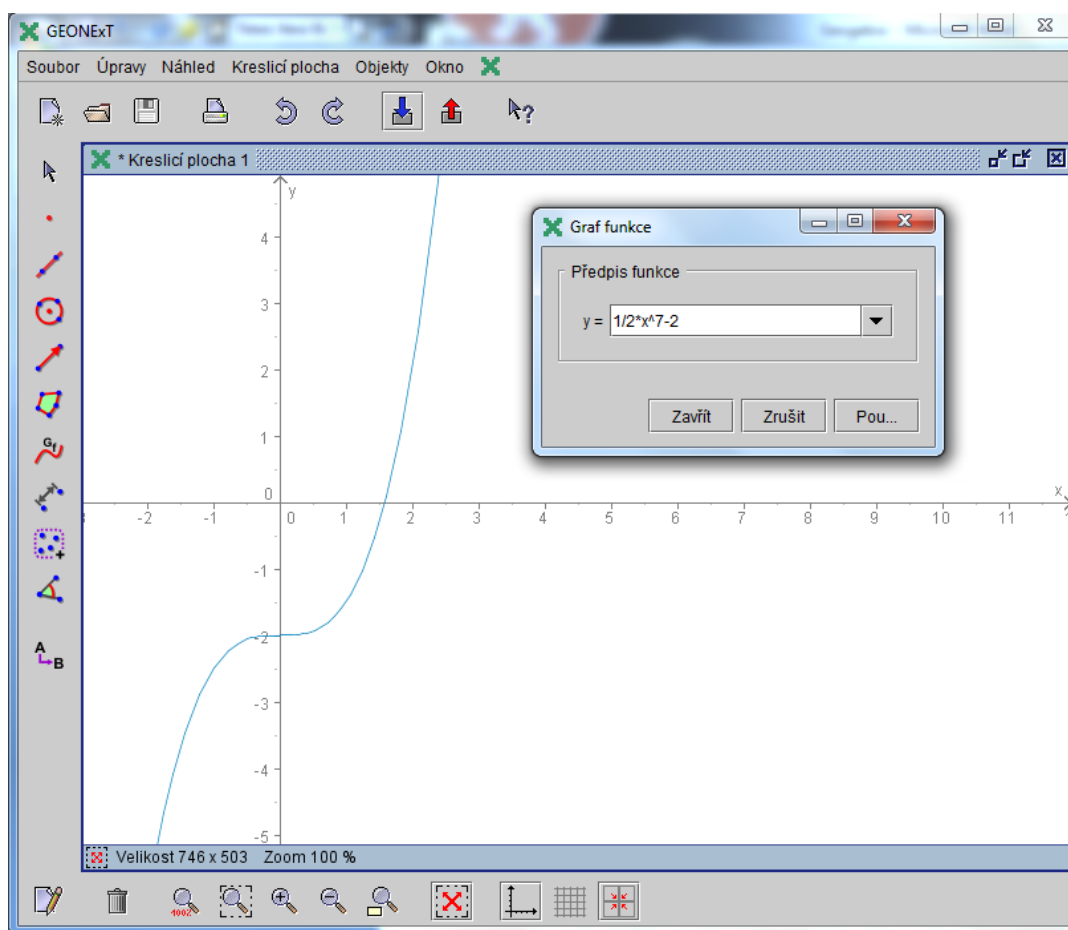 GEONExT
Soubor Úpravy Náhled Kreslicí plocha Objekty Okno
* Kreslicí plocha 1
y
4
3
2
1
0
-2 -1 0 1 2 3 4 5 6 7 8 9 10 11
x
-1
-2
-3
-4
-5
Graf funkce
Předpis funkce
y = 1/2*x^7-2
Zavřít Zrušit Pou...
Gf
A
B
Velikost 746 x 503 Zoom 100 %
100%